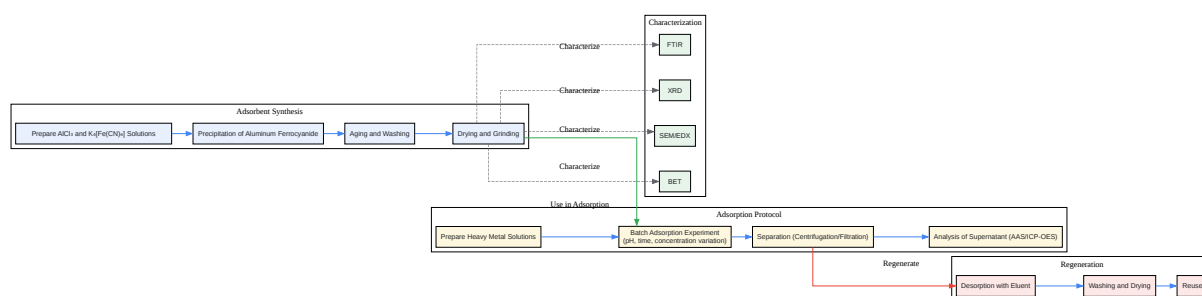 Characterization
FTIR
Characterize
XRD
Characterize
Adsorbent Synthesis
Prepare AlCl₃ and K₄[Fe(CN)₆] Solutions
Precipitation of Aluminum Ferrocyanide
Aging and Washing
Drying and Grinding
Characterize
SEM/EDX
Characterize
BET
Use in Adsorption
Adsorption Protocol
Prepare Heavy Metal Solutions
Batch Adsorption Experiment
(pH, time, concentration variation)
Separation (Centrifugation/Filtration)
Analysis of Supernatant (AAS/ICP-OES)
Regenerate
Regeneration
Desorption with Eluent
Washing and Drying
Reus